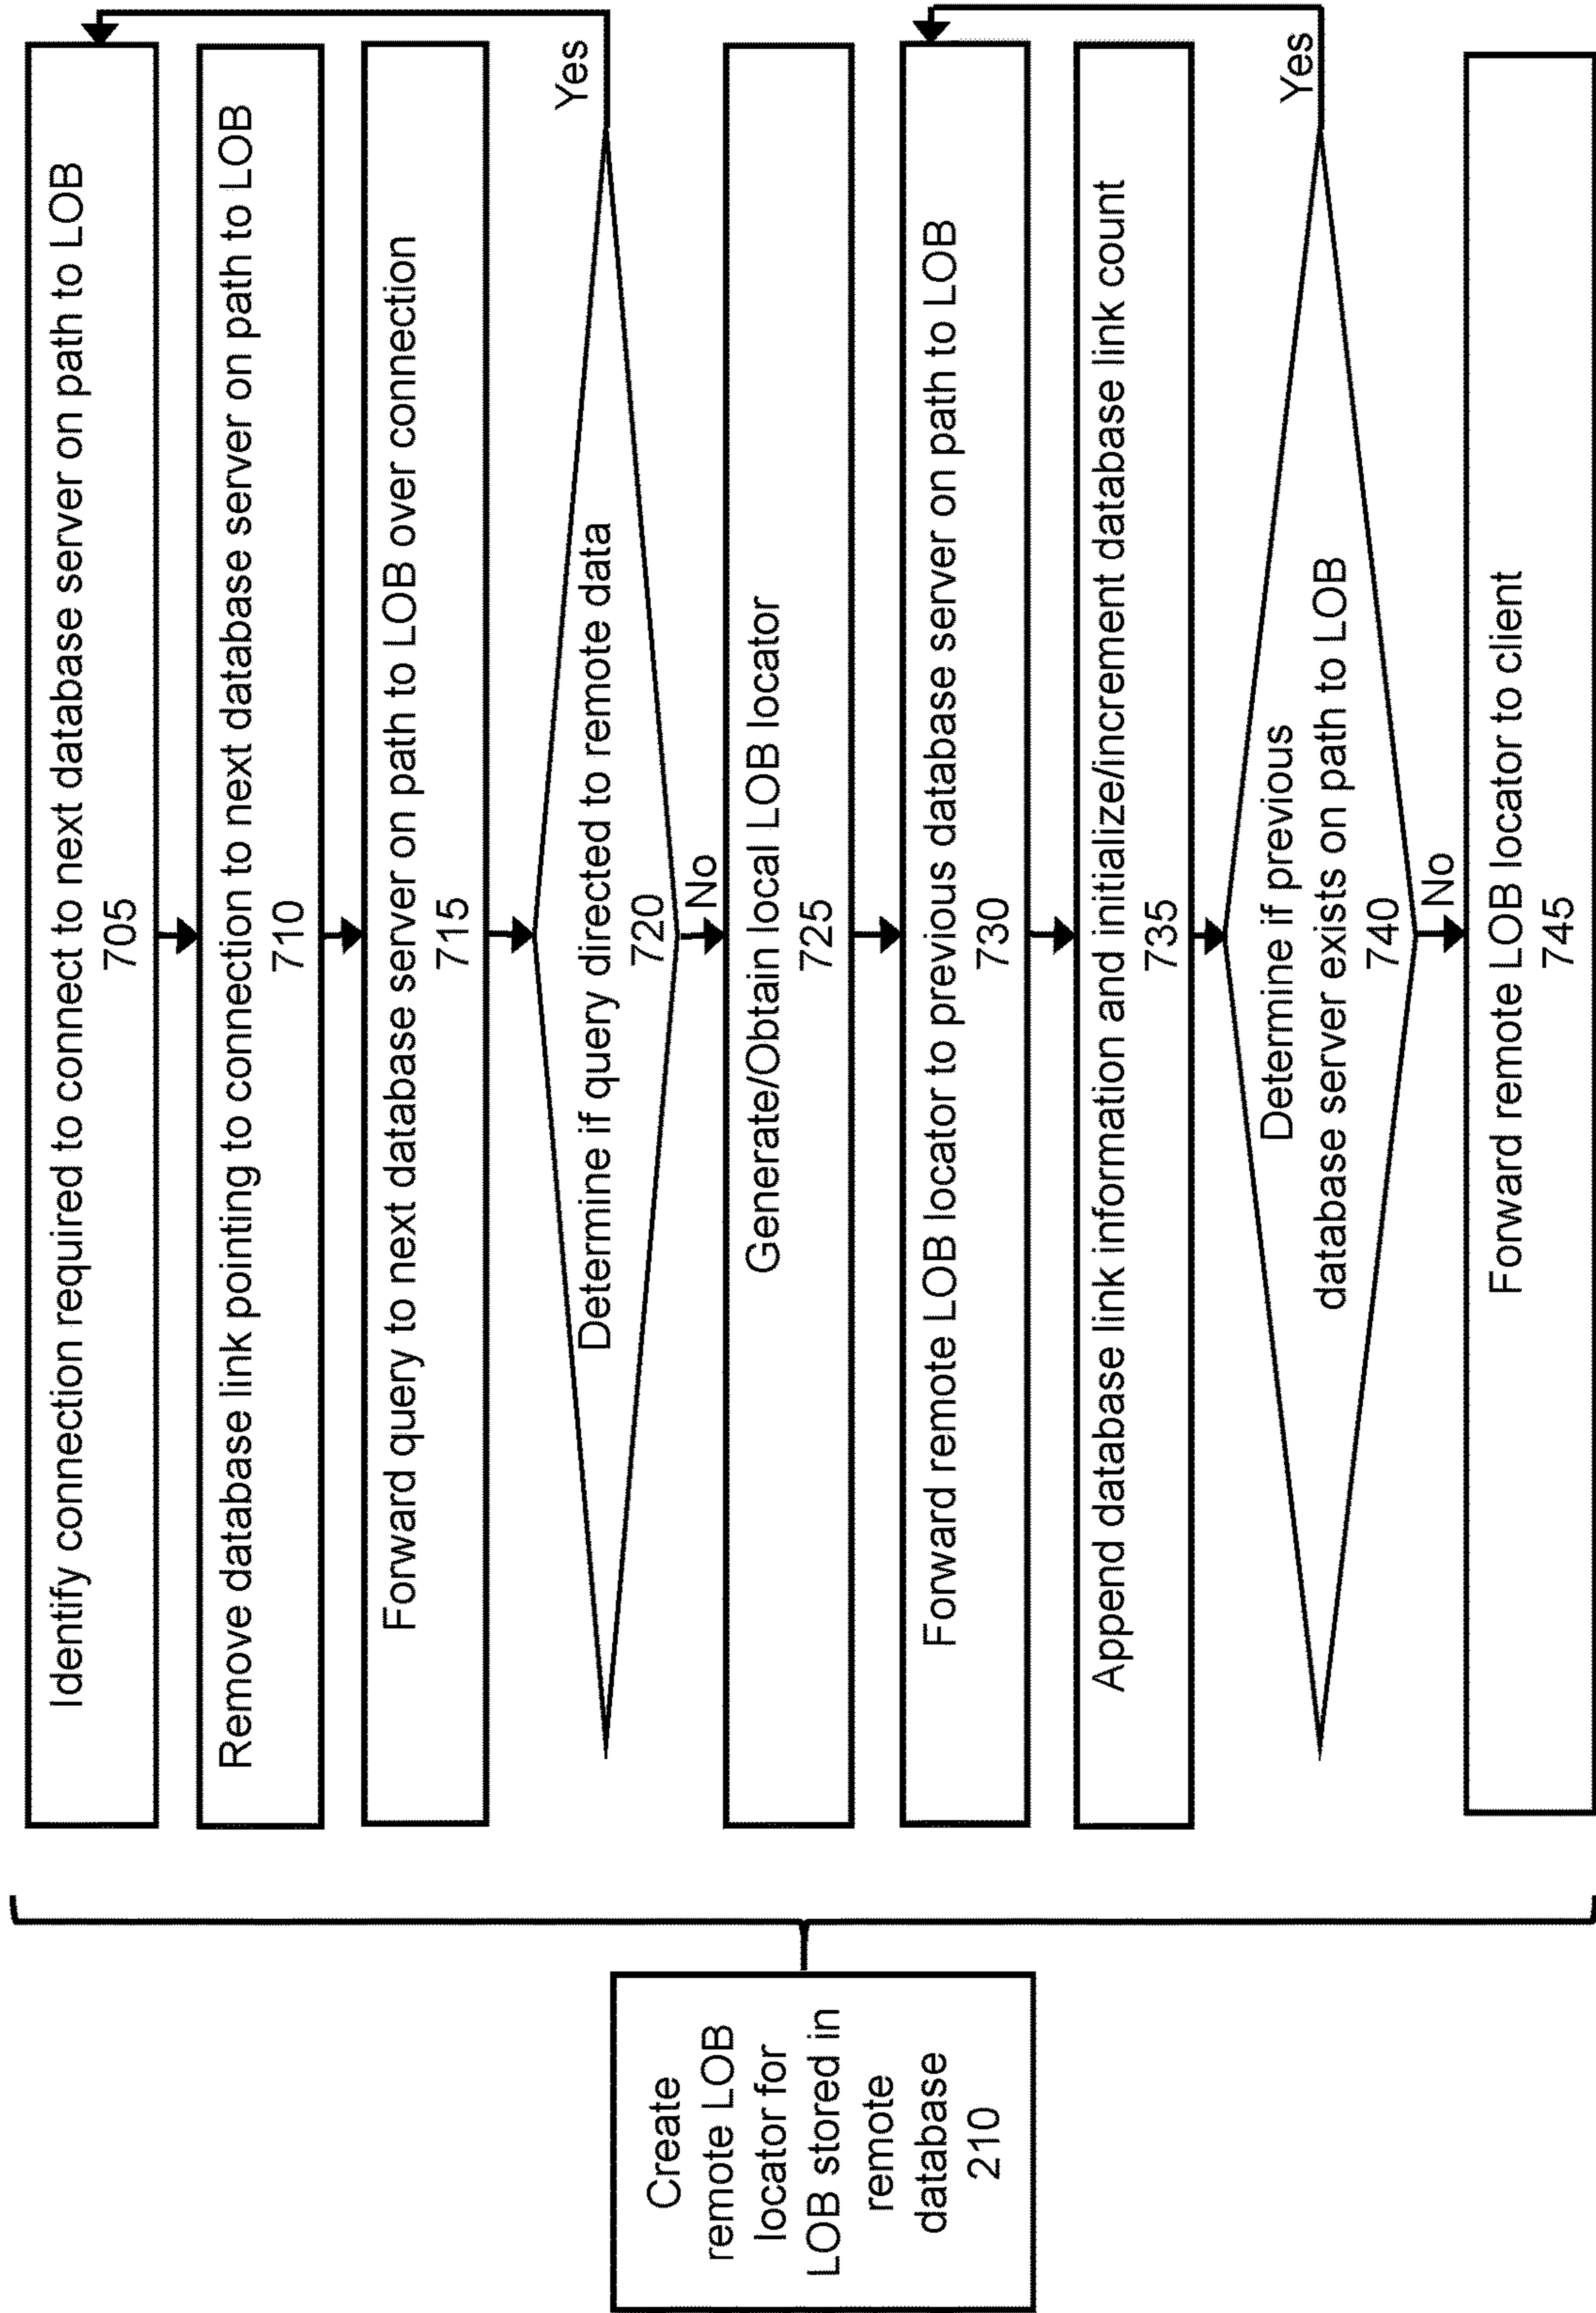 Create
remote LOB
locator for
LOB stored in
remote
database
210
Identify connection required to connect to next database server on path to LOB
705
Remove database link pointing to connection to next database server on path to LOB
710
Forward query to next database server on path to LOB over connection
715
Determine if query directed to remote data
720
Yes
No
Generate/Obtain local LOB locator
725
Forward remote LOB locator to previous database server on path to LOB
730
Append database link information and initialize/increment database link count
735
Determine if previous
database server exists on path to LOB
740
Yes
No
Forward remote LOB locator to client
745